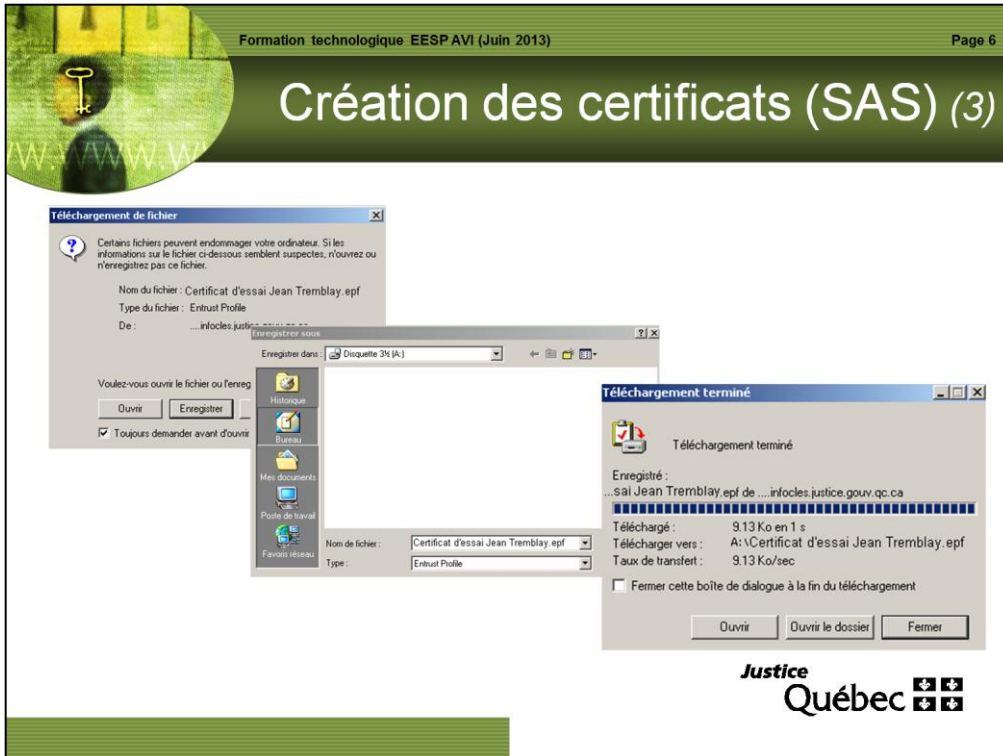 Formation technologique EESP AVI (Juin 2013)
Page 6
Création des certificats (SAS) (3)
WWW.W
Téléchargement de fichier
Certains fichiers peuvent endommager votre ordinateur. Si les
informations sur le fichier ci-dessous semblent suspectes, n'ouvrez ou
n'enregistrez pas ce fichier.
Nom du fichier : Certificat d'essai Jean Tremblay.epf
Type du fichier : Entrust Profile
De : ....infocles.justice
Voulez-vous ouvrir le fichier ou l'enreg
Ouvrir Enregistrer
Toujours demander avant d'ouvrir
Enregistrer sous
Enregistrer dans : Disquette 3½ (A:)
Historique
Bureau
Mes documents
Poste de travail
Favoris réseau
Nom de fichier : Certificat d'essai Jean Tremblay.epf
Type : Entrust Profile
Téléchargement terminé
Téléchargement terminé
Enregistré :
...sai Jean Tremblay.epf de ....infocles.justice.gouv.qc.ca
Téléchargé : 9.13 Ko en 1 s
Télécharger vers : A:\Certificat d'essai Jean Tremblay.epf
Taux de transfert : 9.13 Ko/sec
Fermer cette boîte de dialogue à la fin du téléchargement
Ouvrir Ouvrir le dossier Fermer
Justice
Québec